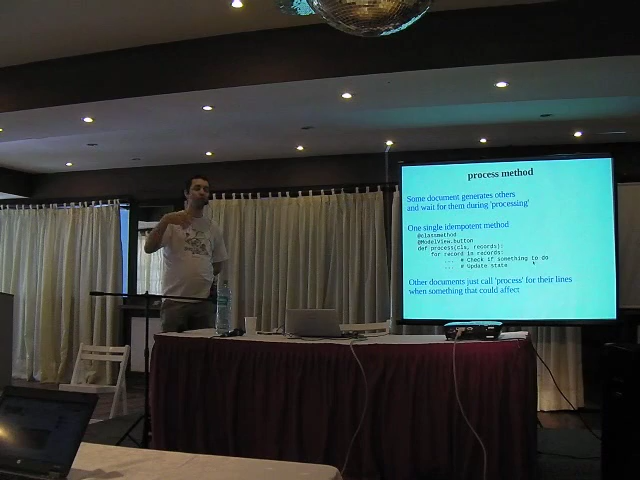 process method
Some document generates others
and wait for them during 'processing'
One single idempotent method
@classmethod
@ModelView.button
def process(cls, records):
for record in records:
... # Check if something to do
... # Update state
Other documents just call 'process' for their lines
when something that could affect